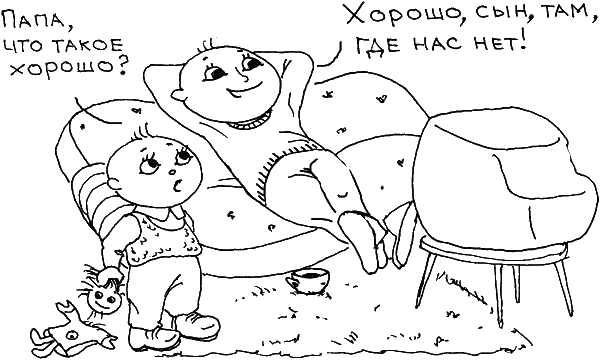 Папа,
что такое
хорошо?
Хорошо, сын, там,
где нас нет!